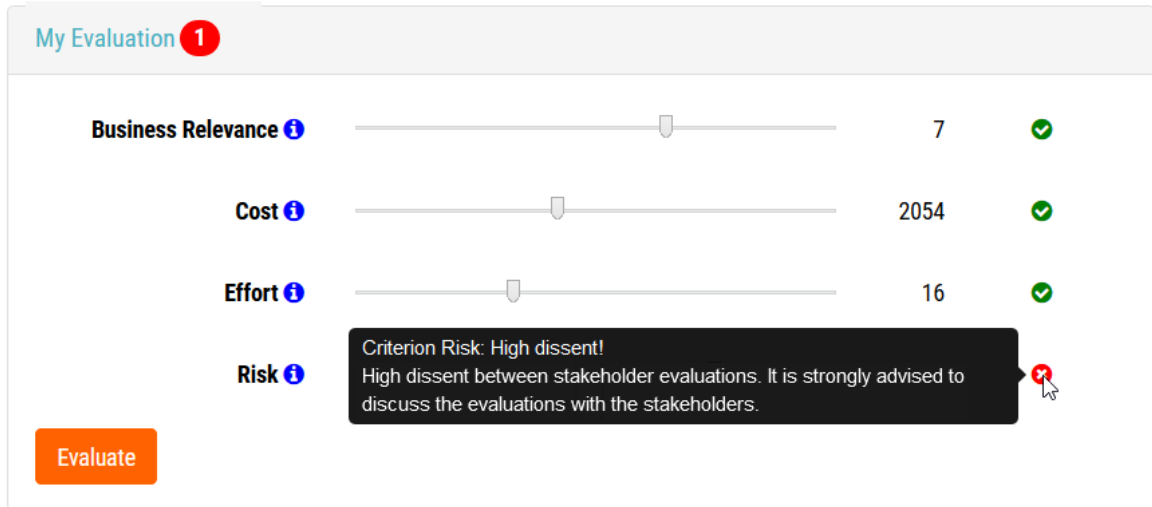 My Evaluation 1
Business Relevance 7
Cost 2054
Effort 16
Risk
Criterion Risk: High dissent!
High dissent between stakeholder evaluations. It is strongly advised to
discuss the evaluations with the stakeholders.
Evaluate